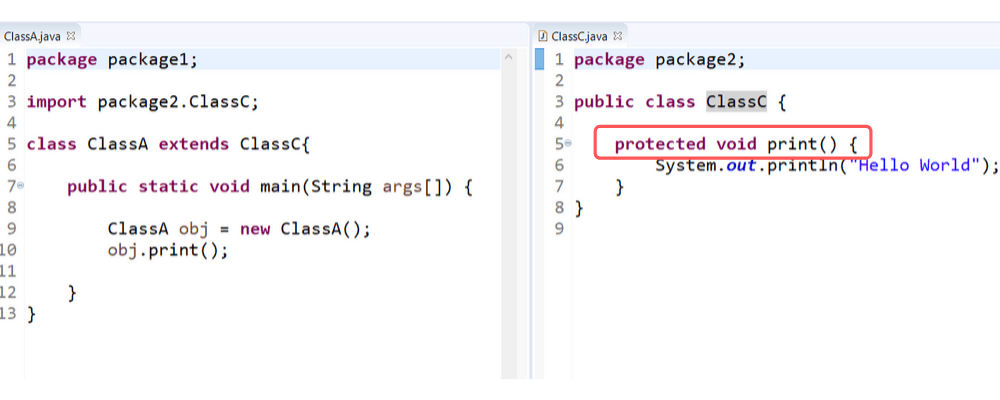 ClassA.java
1 package package1;
2
3 import package2.ClassC;
4
5 class ClassA extends ClassC{
6
7 public static void main(String args[]) {
8
9 ClassA obj = new ClassA();
10 obj.print();
11
12 }
13 }
ClassC.java
1 package package2;
2
3 public class ClassC {
4
5 protected void print() {
6 System.out.println("Hello World");
7 }
8 }
9